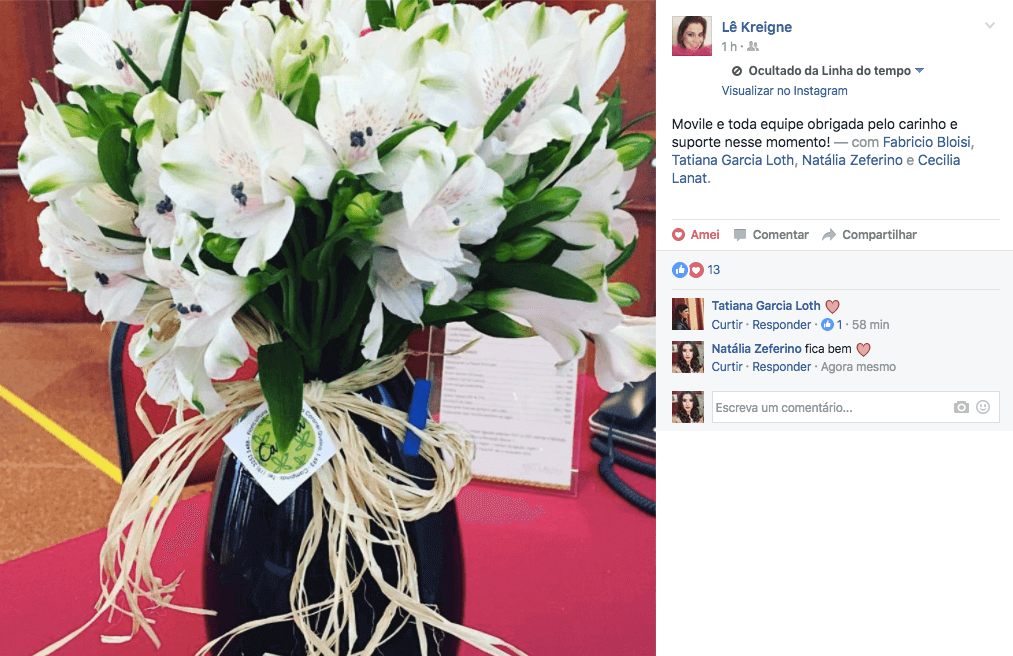 Lê Kreigne
1 h ·
Ocultado da Linha do tempo
Visualizar no Instagram
Movile e toda equipe obrigada pelo carinho e
suporte nesse momento! — com Fabricio Bloisi,
Tatiana Garcia Loth, Natália Zeferino e Cecilia
Lanat.
Amei Comentar Compartilhar
13
Tatiana Garcia Loth
Curtir · Responder · 1 · 58 min
Natália Zeferino fica bem
Curtir · Responder · Agora mesmo
Escreva um comentário...